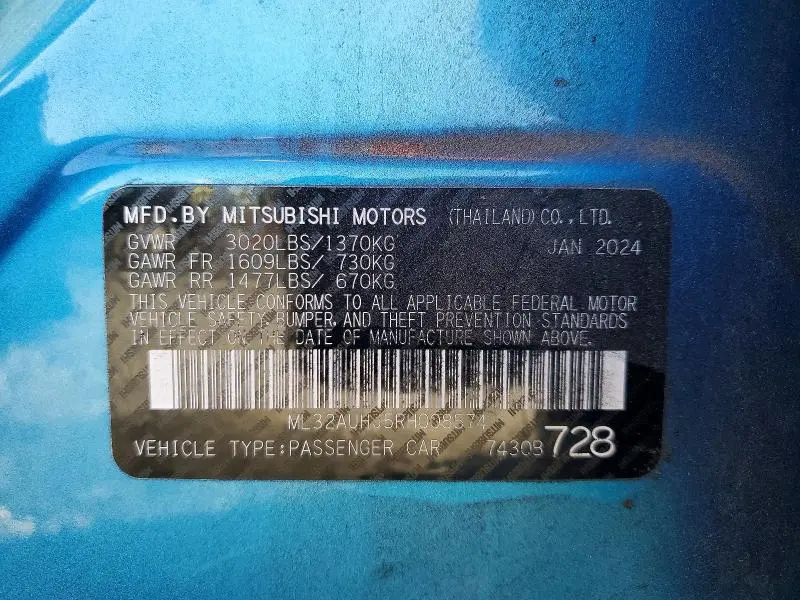 MFD.BY MITSUBISHI MOTORS (THAILAND)CO.,LTD.
GVWR 3020LBS/1370KG JAN 2024
GAWR FR 1609LBS/ 730KG
GAWR RR 1477LBS/ 670KG
THIS VEHICLE CONFORMS TO ALL APPLICABLE FEDERAL MOTOR
VEHICLE SAFETY BUMPER, AND THEFT PREVENTION STANDARDS
IN EFFECT ON THE DATE OF MANUFACTURE SHOWN ABOVE.
VEHICLE TYPE:PASSENGER CAR 74308 728